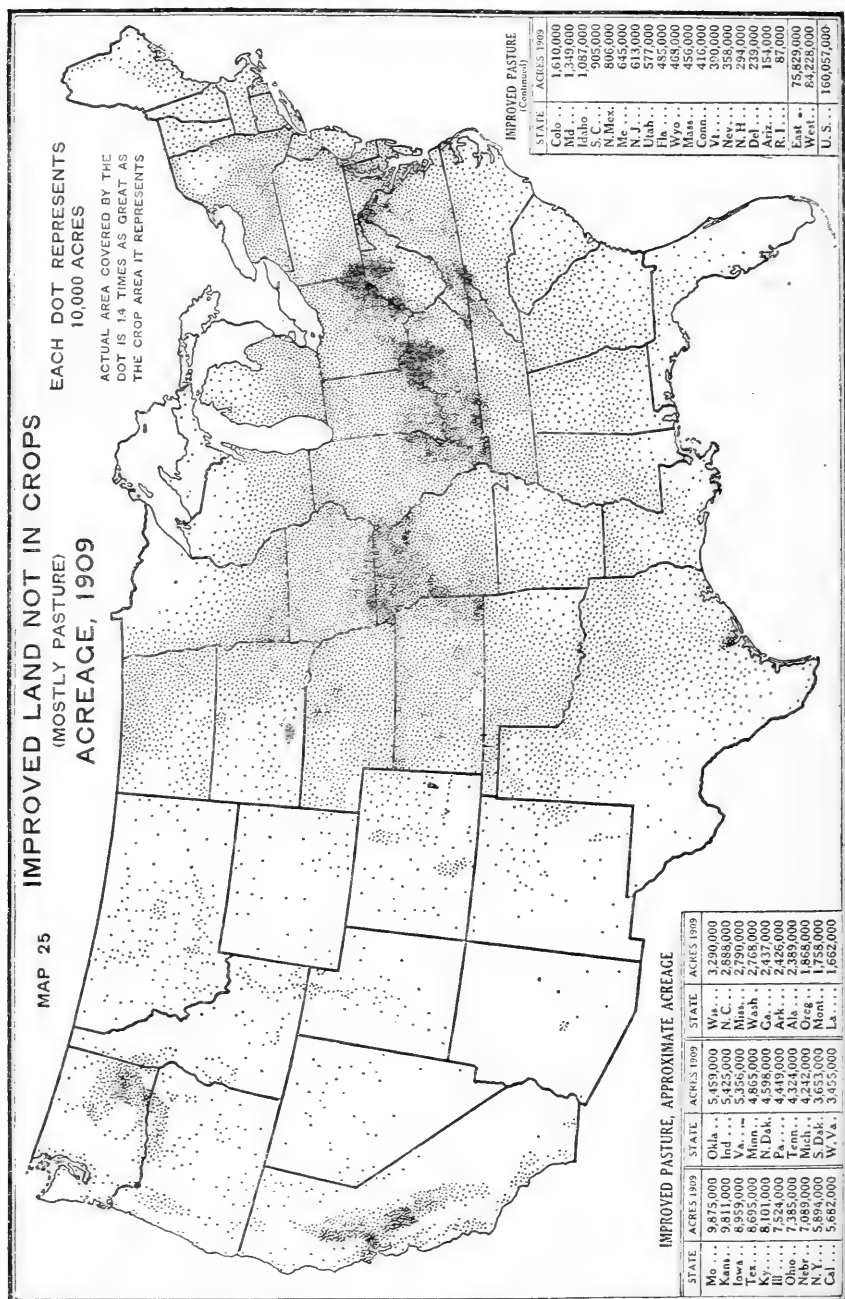 MAP 25
IMPROVED LAND NOT IN CROPS
(MOSTLY PASTURE)
ACREAGE, 1909
EACH DOT REPRESENTS
10,000 ACRES
ACTUAL AREA COVERED BY THE
DOT IS 1.4 TIMES AS GREAT AS
THE CROP AREA IT REPRESENTS
IMPROVED PASTURE, APPROXIMATE ACREAGE
STATE ACRES 1909 STATE ACRES 1909 STATE ACRES 1909
Mo.... 9,875,000 Okla... 5,459,000 Wis.... 3,290,000
Kans.. 9,811,000 Ind.... 5,425,000 N. C... 2,888,000
Iowa.. 8,959,000 Va.... 5,356,000 Miss... 2,790,000
Tex... 8,695,000 Minn... 4,865,000 Wash.. 2,768,000
Ky.... 8,101,000 N. Dak. 4,598,000 Ga.... 2,437,000
Ill.... 7,524,000 Pa.... 4,449,000 Ark... 2,426,000
Ohio.. 7,385,000 Tenn... 4,324,000 Ala... 2,389,000
Nebr.. 7,089,000 Mich... 4,242,000 Oreg.. 1,868,000
N. Y... 5,894,000 S. Dak. 3,653,000 Mont.. 1,758,000
Cal... 5,682,000 W. Va. 3,455,000 La.... 1,662,000
IMPROVED PASTURE
(Continued)
STATE ACRES 1909
Colo... 1,610,000
Md.... 1,349,000
Idaho. 1,087,000
S. C... 905,000
N. Mex. 806,000
Me.... 645,000
N. J... 613,000
Utah.. 577,000
Fla... 485,000
Wyo.. 468,000
Mass.. 456,000
Conn.. 416,000
Vt.... 390,000
Nev... 358,000
N. H... 294,000
Del... 239,000
Ariz... 154,000
R. I... 87,000
East .. 75,829,000
West.. 84,228,000
U. S... 160,057,000